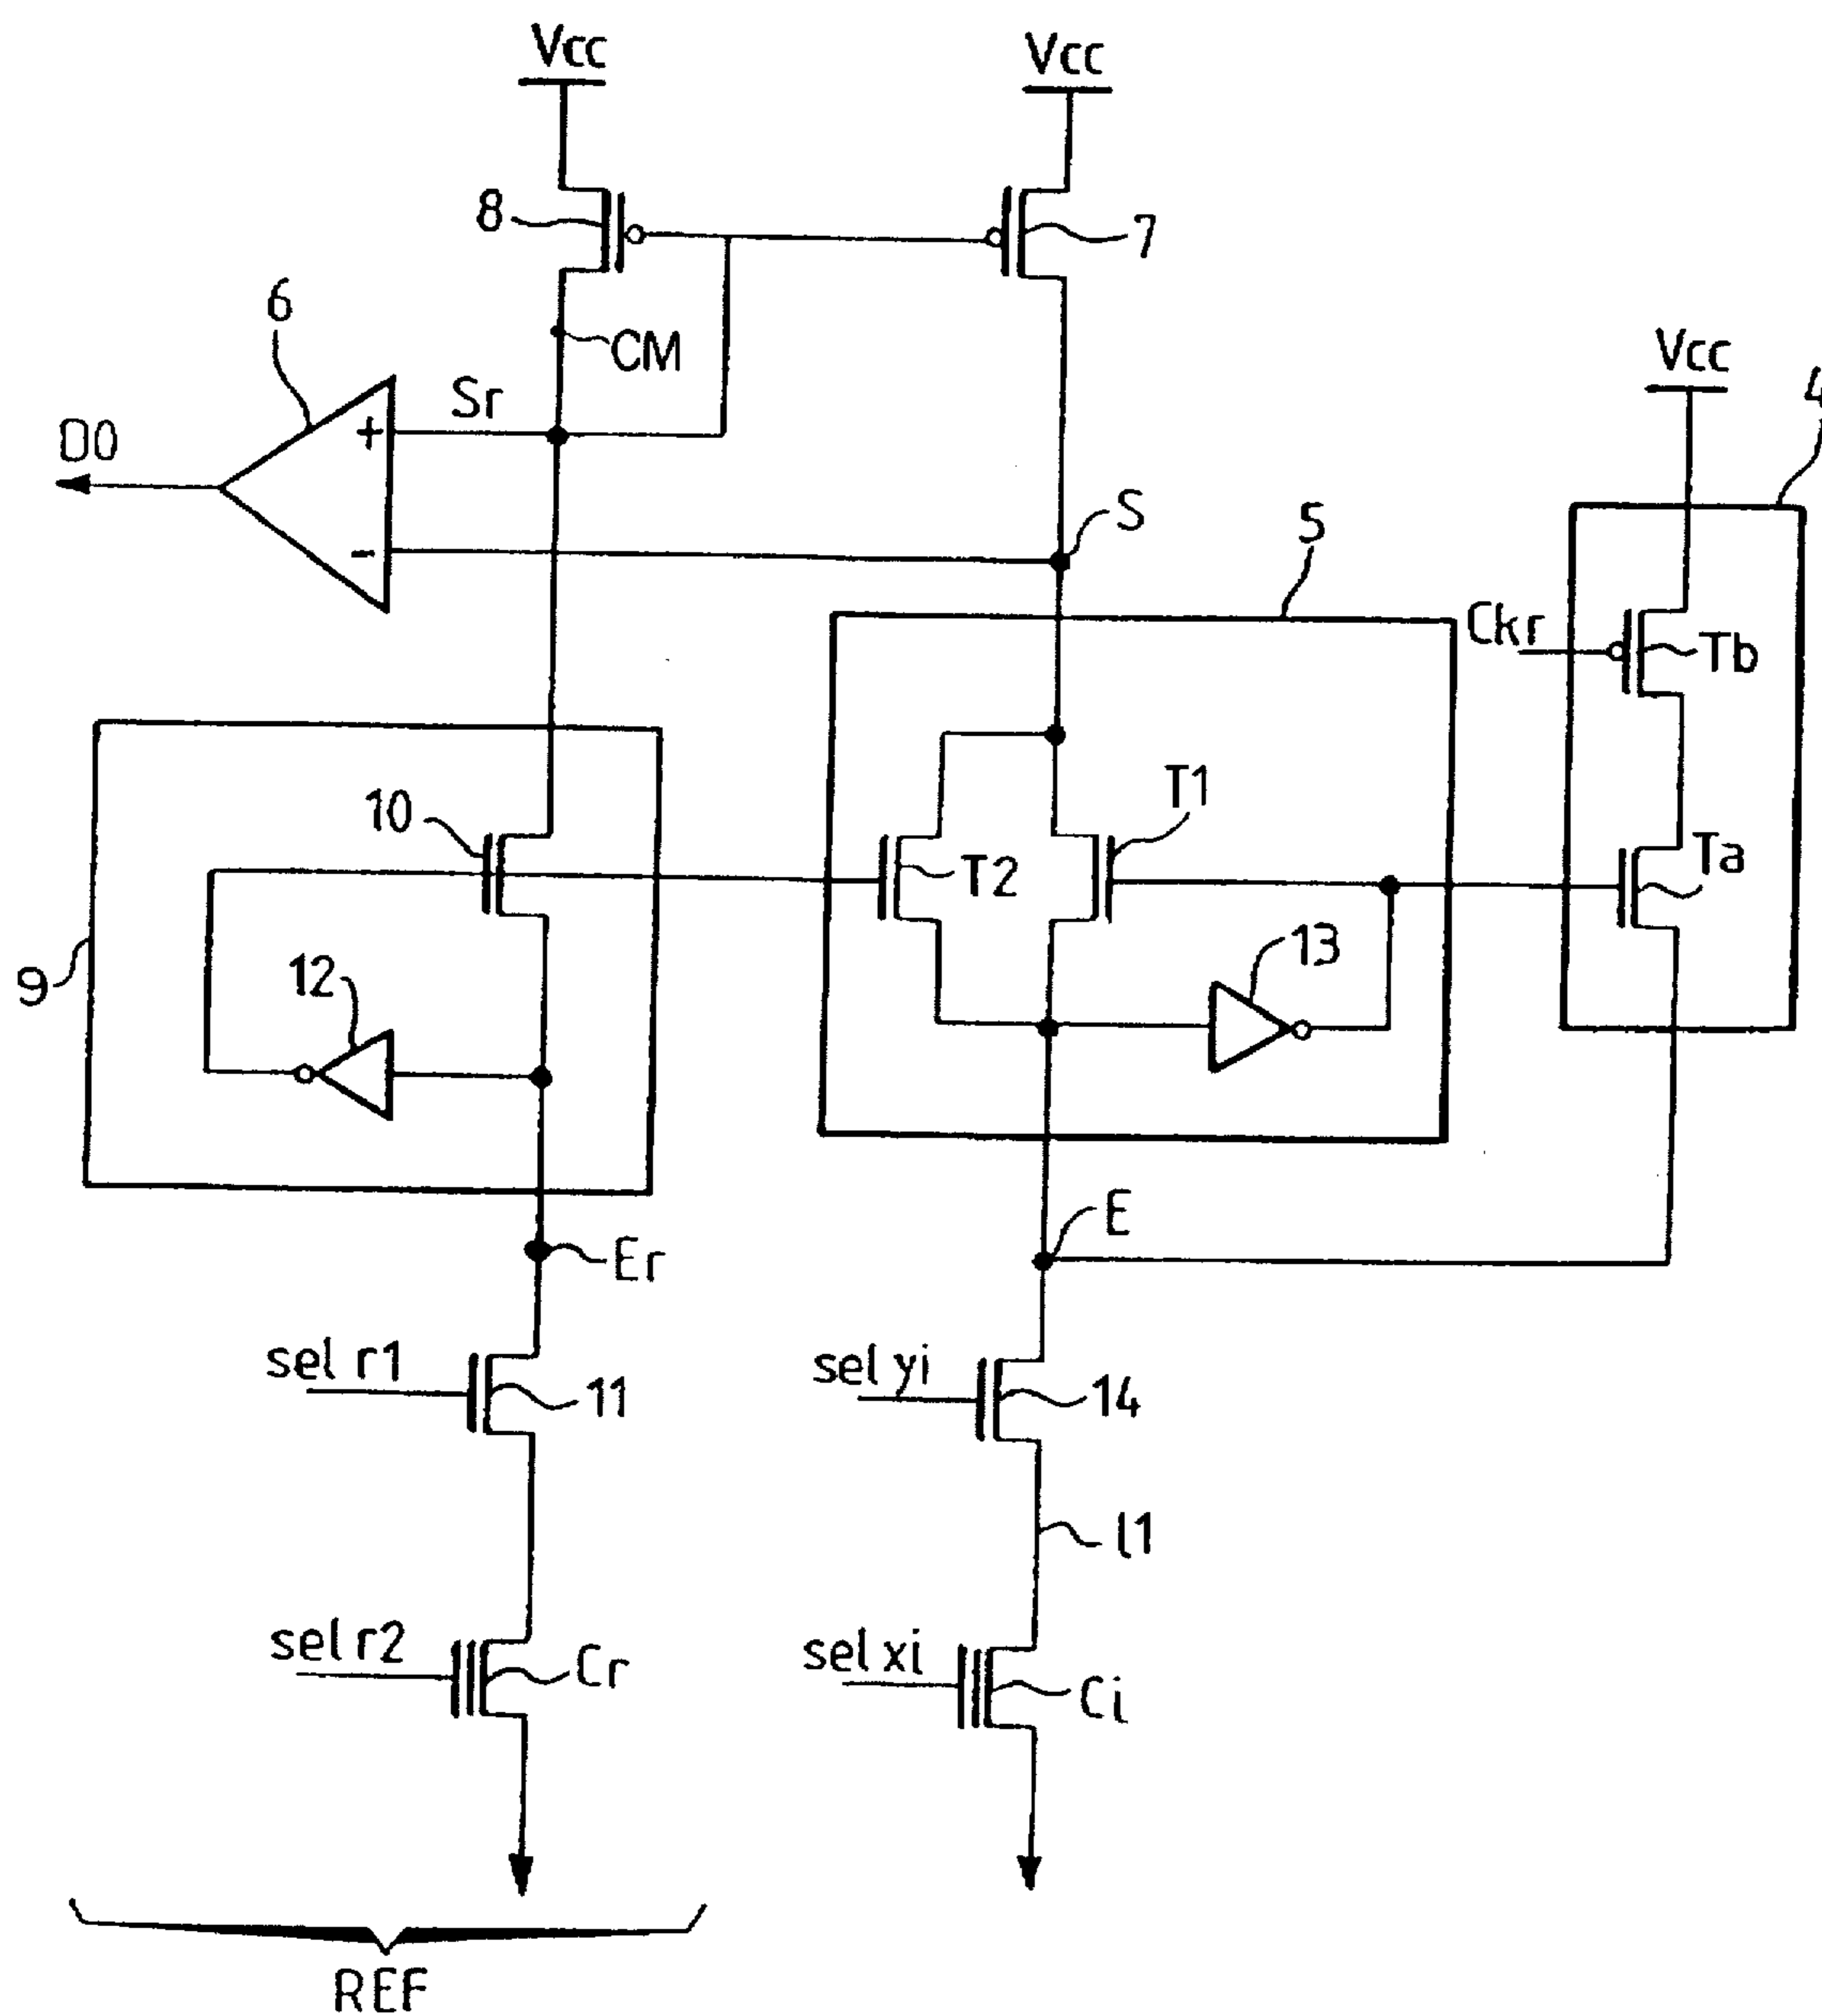 Vcc
Vcc
8
7
6
CM
Vcc
4
Sr
+
D0
S
5
-
Ckr
Tb
T1
10
T2
Ta
13
12
9
E
Er
sel r1
11
sel yi
14
l1
sel r2
Cr
sel xi
Ci
REF